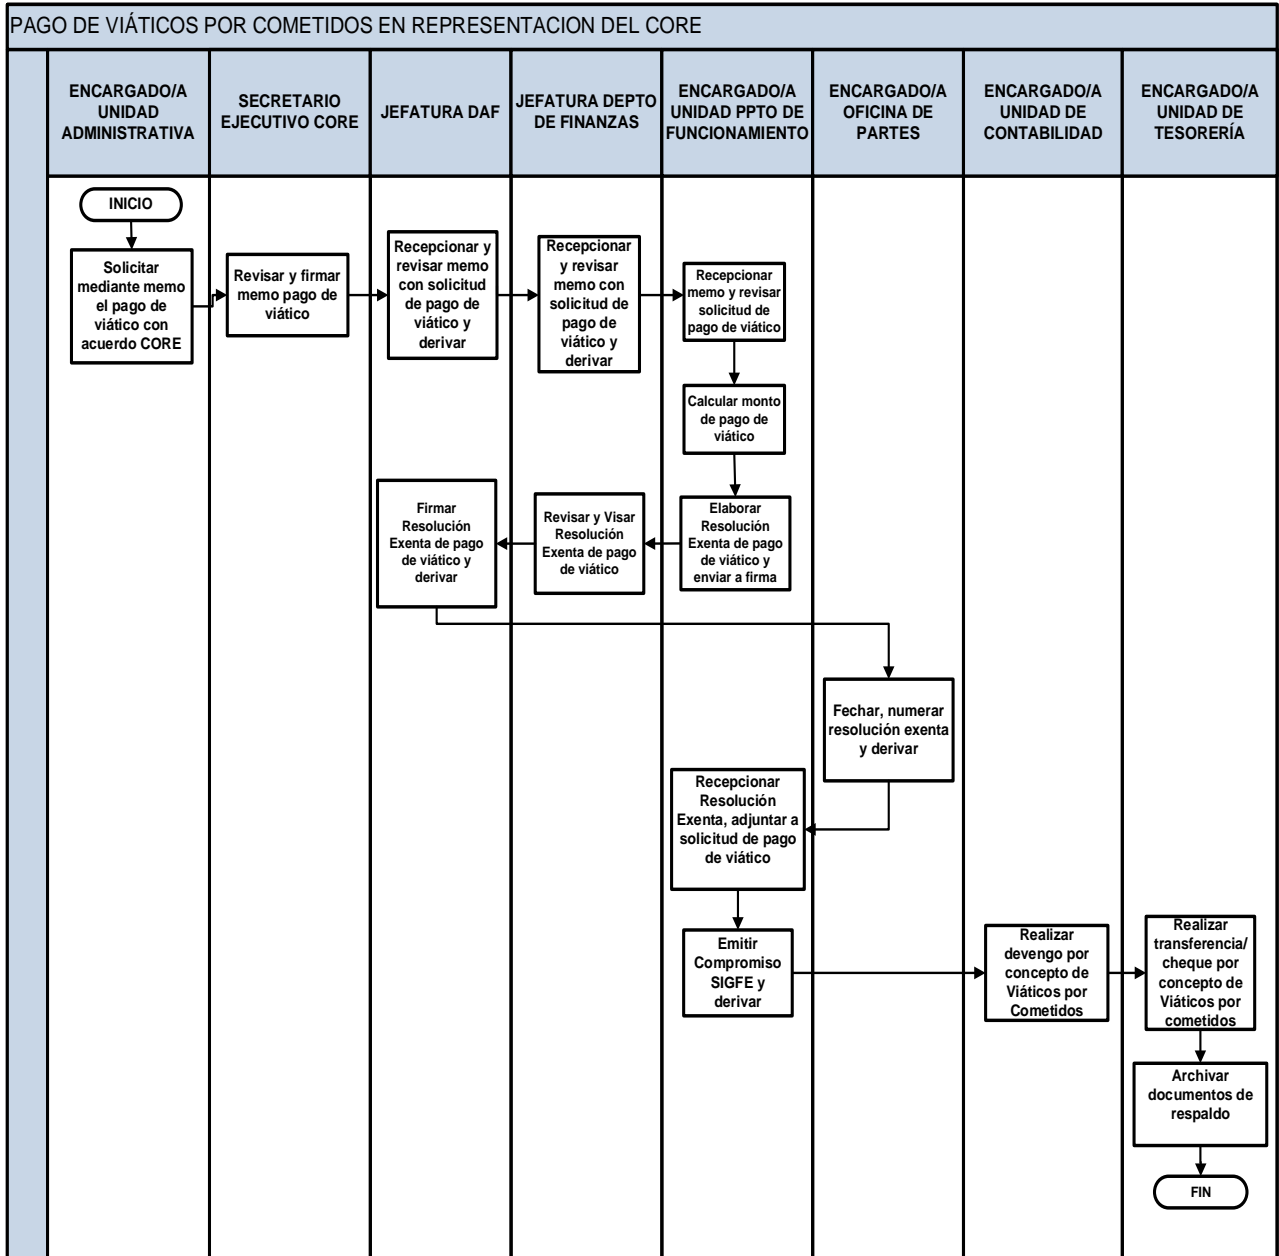 PAGO DE VIÁTICOS POR COMETIDOS EN REPRESENTACION DEL CORE
ENCARGADO/A
UNIDAD
ADMINISTRATIVA
SECRETARIO
EJECUTIVO CORE
JEFATURA DAF
JEFATURA DEPTO
DE FINANZAS
ENCARGADO/A
UNIDAD PPTO DE
FUNCIONAMIENTO
ENCARGADO/A
OFICINA DE
PARTES
ENCARGADO/A
UNIDAD DE
CONTABILIDAD
ENCARGADO/A
UNIDAD DE
TESORERÍA
INICIO
Solicitar
mediante memo
el pago de
viático con
acuerdo CORE
Revisar y firmar
memo pago de
viático
Recepcionar y
revisar memo
con solicitud
de pago de
viático y
derivar
Recepcionar
y revisar
memo con
solicitud de
pago de
viático y
derivar
Recepcionar
memo y revisar
solicitud de
pago de viático
Calcular monto
de pago de
viático
Elaborar
Resolución
Exenta de pago
de viático y
enviar a firma
Revisar y Visar
Resolución
Exenta de pago
de viático
Firmar
Resolución
Exenta de pago
de viático y
derivar
Fechar, numerar
resolución exenta
y derivar
Recepcionar
Resolución
Exenta, adjuntar a
solicitud de pago
de viático
Emitir
Compromiso
SIGFE y
derivar
Realizar
devengo por
concepto de
Viáticos por
Cometidos
Realizar
transferencia/
cheque por
concepto de
Viáticos por
cometidos
Archivar
documentos de
respaldo
FIN